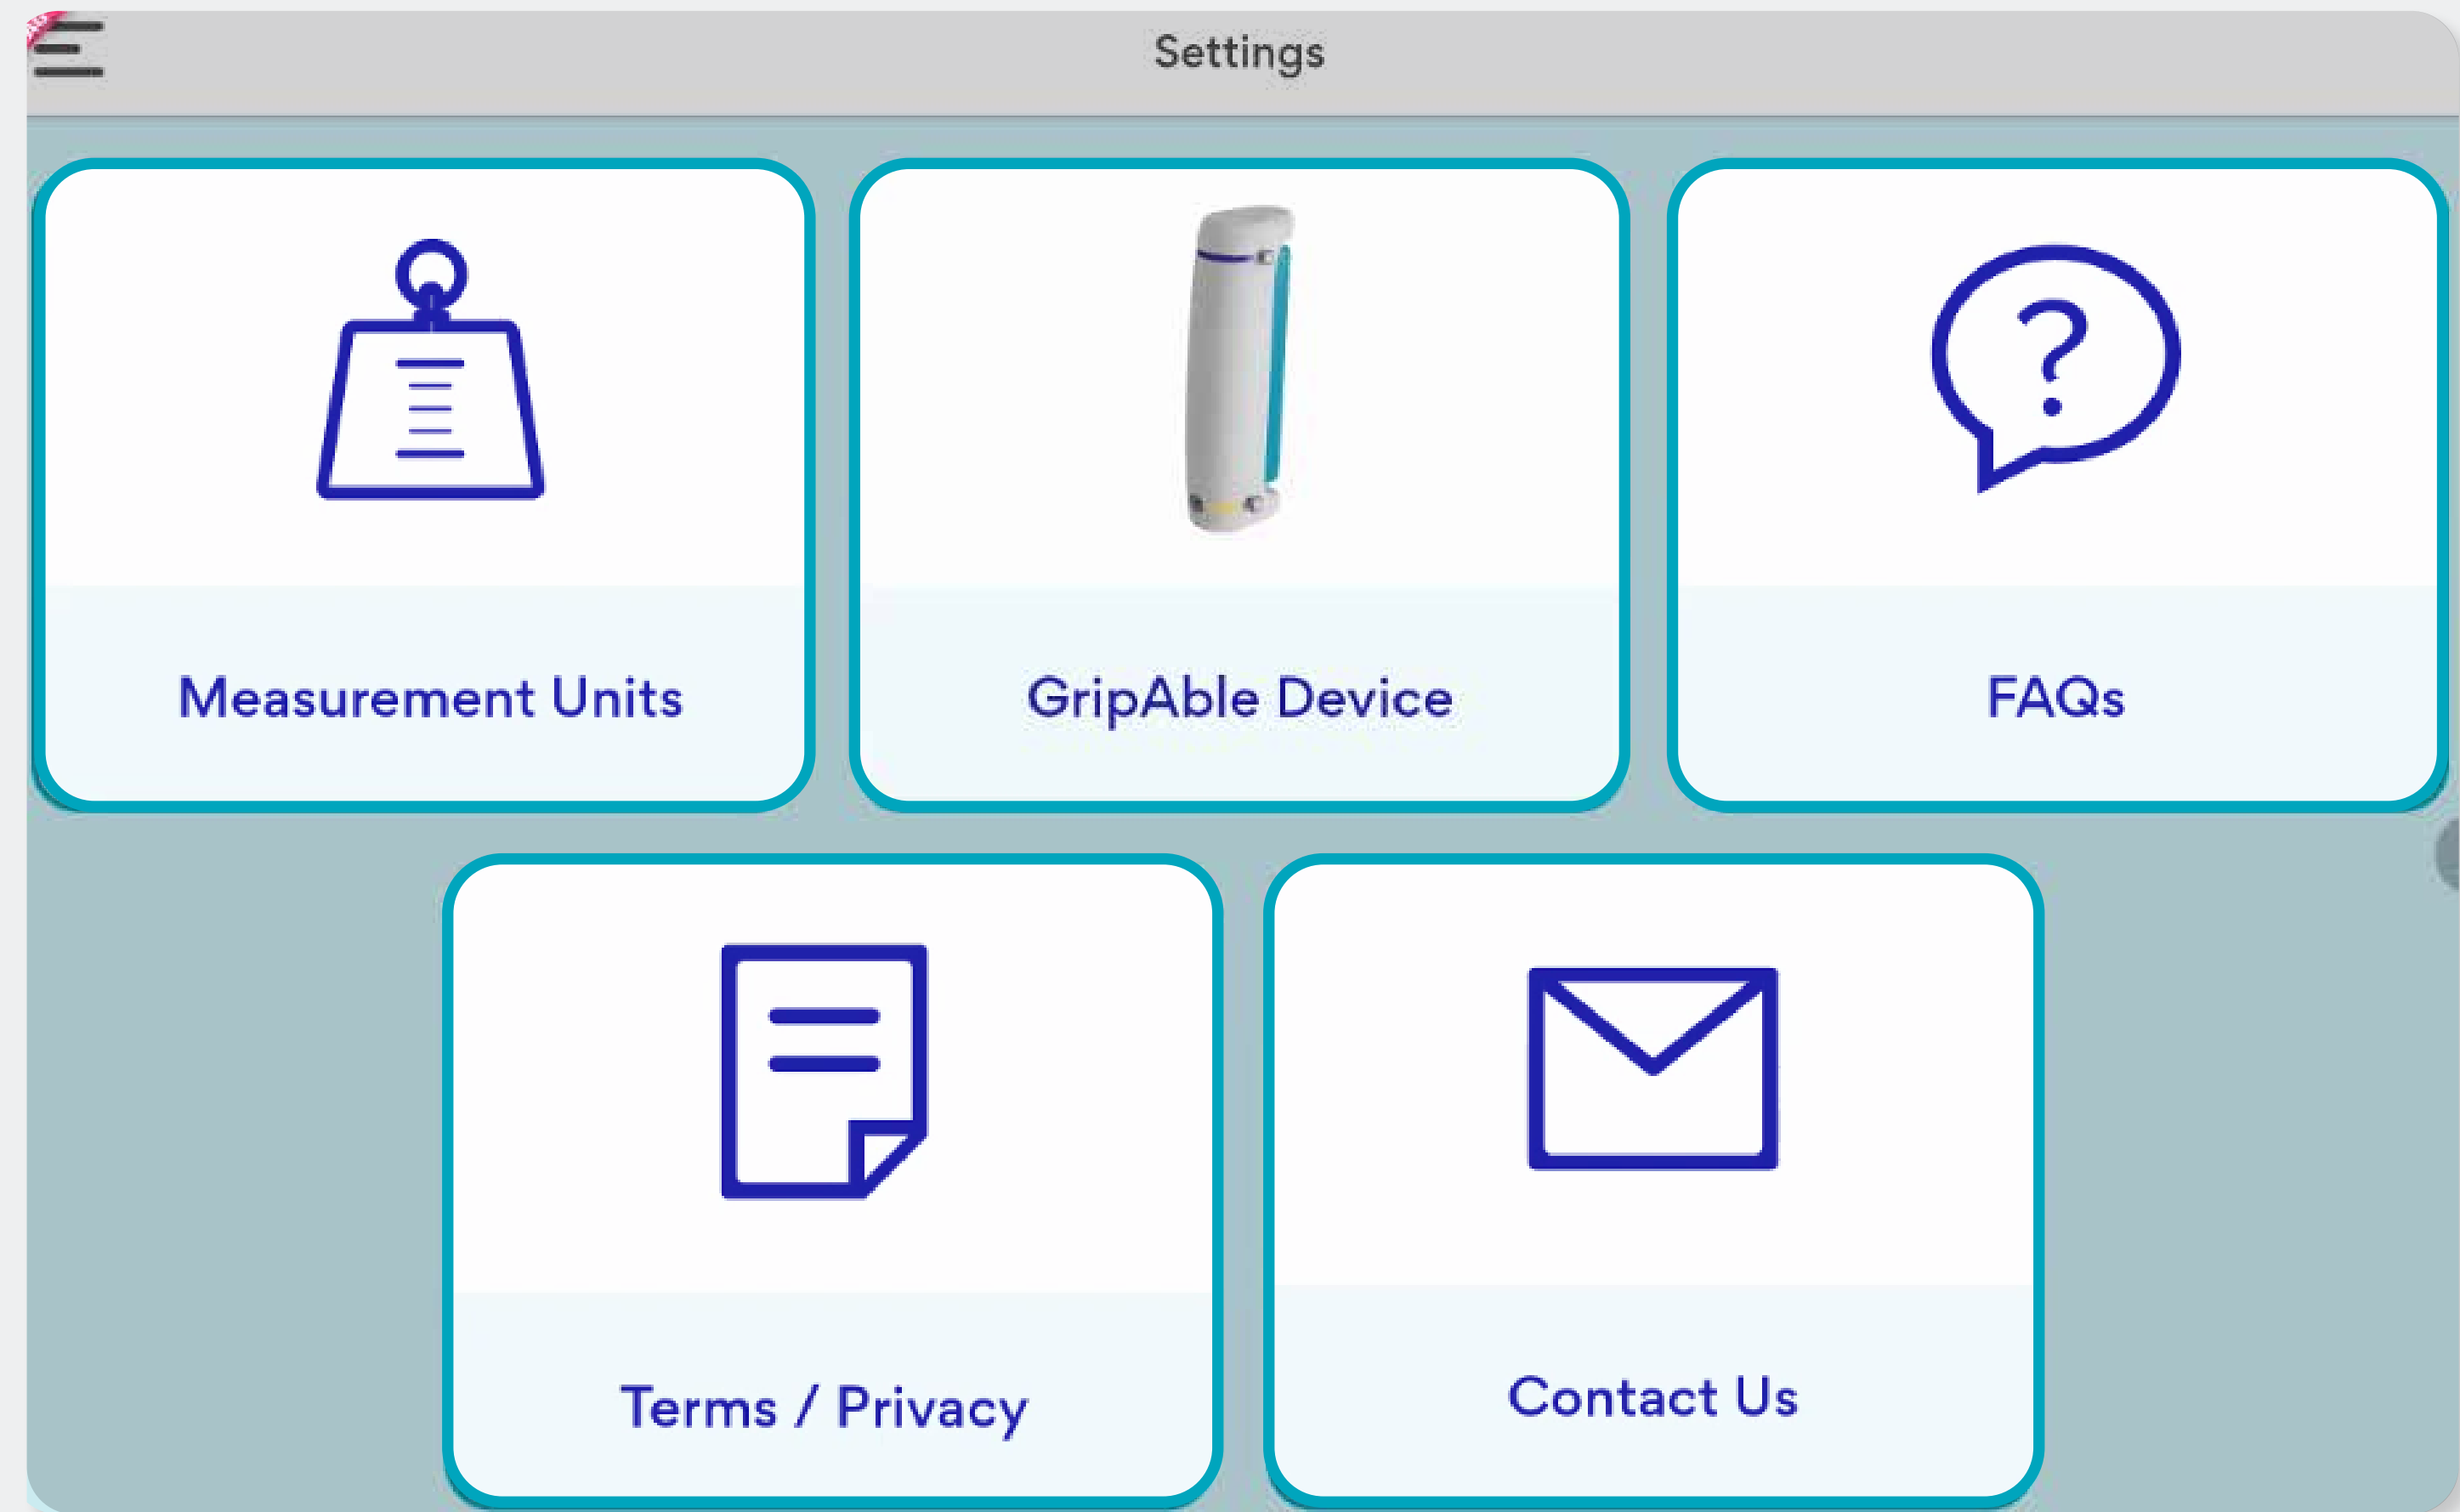 Settings
Measurement Units
GripAble Device
FAQs
Terms / Privacy
Contact Us